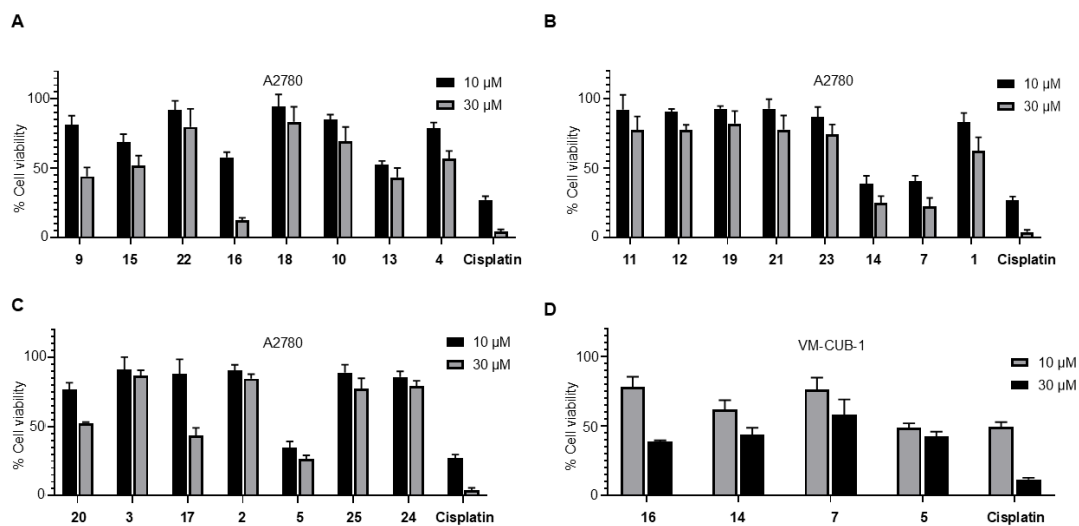 A
A2780
10 µM
30 µM
% Cell viability
100
50
0
9 15 22 16 18 10 13 4 Cisplatin
B
A2780
10 µM
30 µM
% Cell viability
100
50
0
11 12 19 21 23 14 7 1 Cisplatin
C
A2780
10 µM
30 µM
% Cell viability
100
50
0
20 3 17 2 5 25 24 Cisplatin
D
VM-CUB-1
10 µM
30 µM
% Cell viability
100
50
0
16 14 7 5 Cisplatin